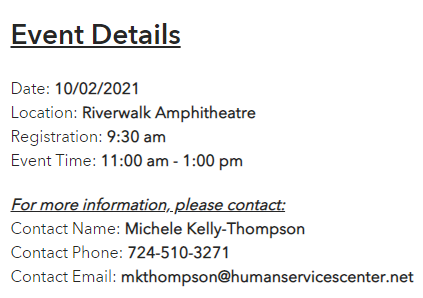 Event Details
Date: 10/02/2021
Location: Riverwalk Amphitheatre
Registration: 9:30 am
Event Time: 11:00 am - 1:00 pm
For more information, please contact:
Contact Name: Michele Kelly-Thompson
Contact Phone: 724-510-3271
Contact Email: mkthompson@humanservicescenter.net